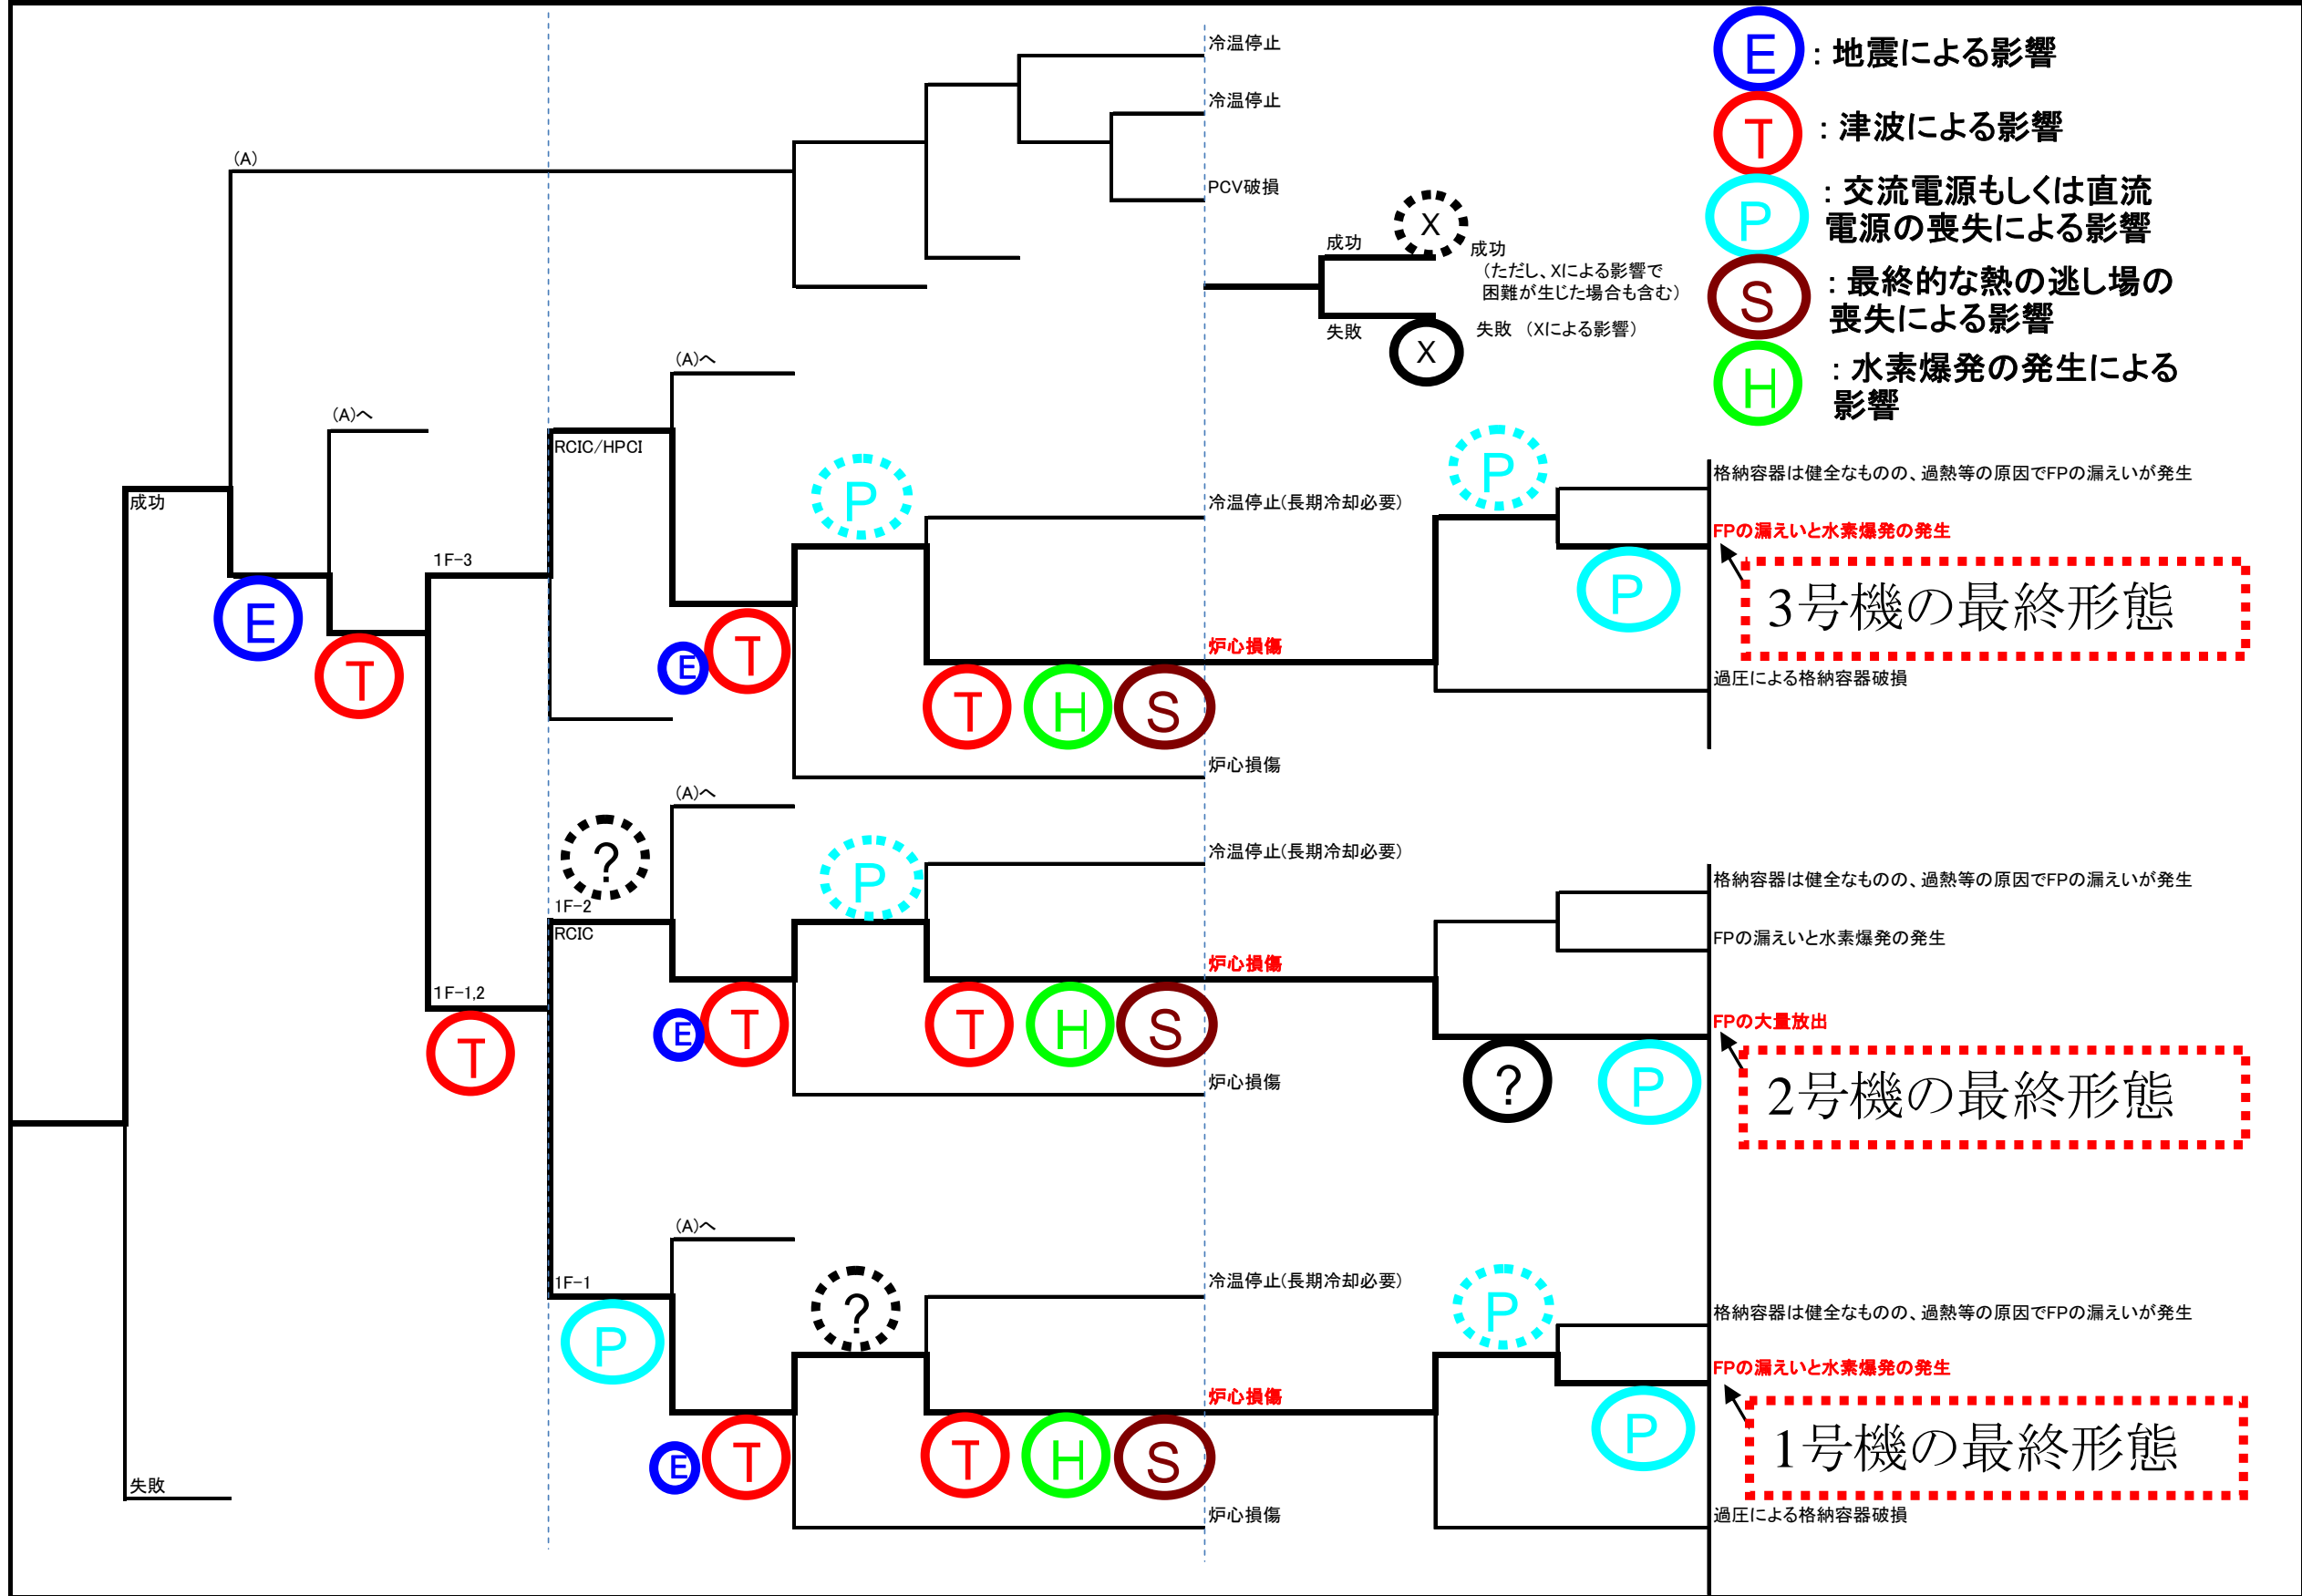 冷温停止
冷温停止
(A)
PCV破損
E
：地震による影響
T
：津波による影響
P
：交流電源もしくは直流
電源の喪失による影響
S
：最終的な熱の逃し場の
喪失による影響
H
：水素爆発の発生による
影響
X
成功
成功
(ただし、Xによる影響で
困難が生じた場合も含む)
失敗
失敗 (Xによる影響)
X
(A)へ
(A)へ
RCIC/HPCI
成功
1F-3
P
冷温停止(長期冷却必要)
P
格納容器は健全なものの、過熱等の原因でFPの漏えいが発生
FPの漏えいと水素爆発の発生
P
3号機の最終形態
E
T
E
T
炉心損傷
T
H
S
過圧による格納容器破損
炉心損傷
(A)へ
?
1F-2
RCIC
P
冷温停止(長期冷却必要)
格納容器は健全なものの、過熱等の原因でFPの漏えいが発生
FPの漏えいと水素爆発の発生
1F-1,2
T
E
T
炉心損傷
T
H
S
FPの大量放出
?
P
2号機の最終形態
炉心損傷
(A)へ
1F-1
P
?
冷温停止(長期冷却必要)
P
格納容器は健全なものの、過熱等の原因でFPの漏えいが発生
FPの漏えいと水素爆発の発生
P
1号機の最終形態
E
T
炉心損傷
T
H
S
失敗
炉心損傷
過圧による格納容器破損